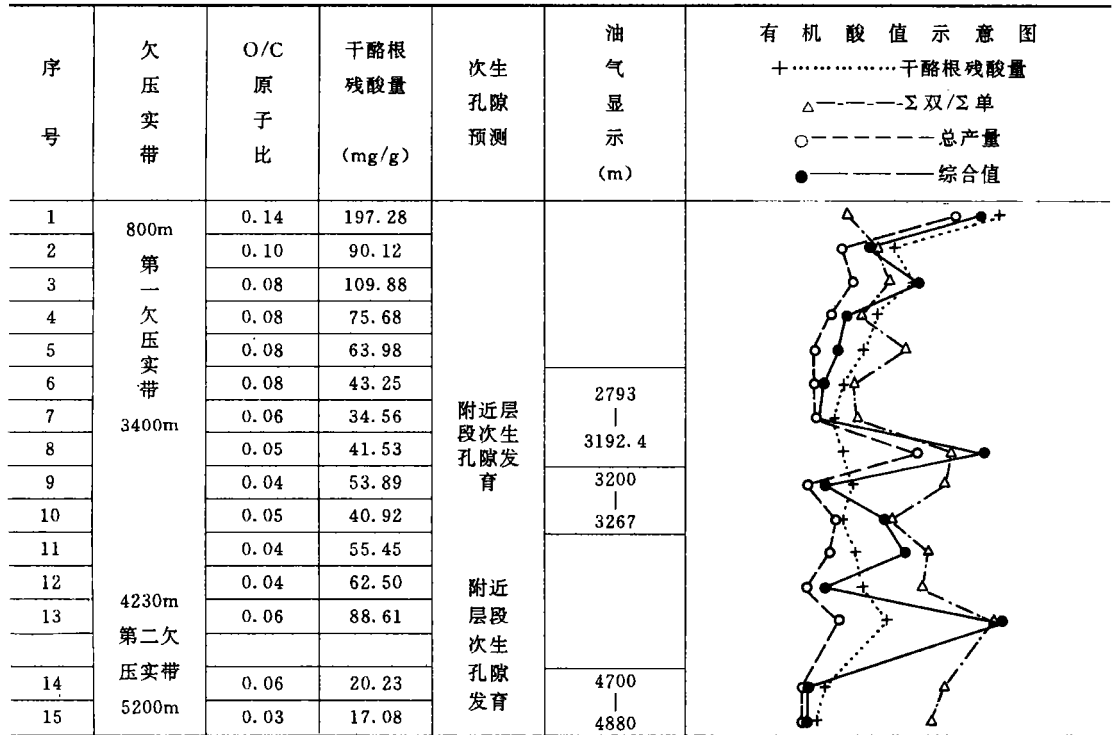 序号
欠压实带
O/C原子比
干酪根残酸量
(mg/g)
次生孔隙预测
油气显示
(m)
有机酸值示意图
+⋯⋯⋯⋯干酪根残酸量
△—-—-—Σ双/Σ单
○−−−−−总产量
●————综合值
1 0.14 197.28
800m
2 0.10 90.12
3 0.08 109.88
4 0.08 75.68
5 0.08 63.98
6 0.08 43.25
7 0.06 34.56
8 0.05 41.53
9 0.04 53.89
10 0.05 40.92
11 0.04 55.45
12 0.04 62.50
13 0.06 88.61
14 0.06 20.23
15 0.03 17.08
第一欠压实带
3400m
4230m
第二欠
压实带
5200m
附近层
段次生
孔隙发
育
附近
层段
次生
孔隙
发育
2793
|
3192.4
3200
|
3267
4700
|
4880